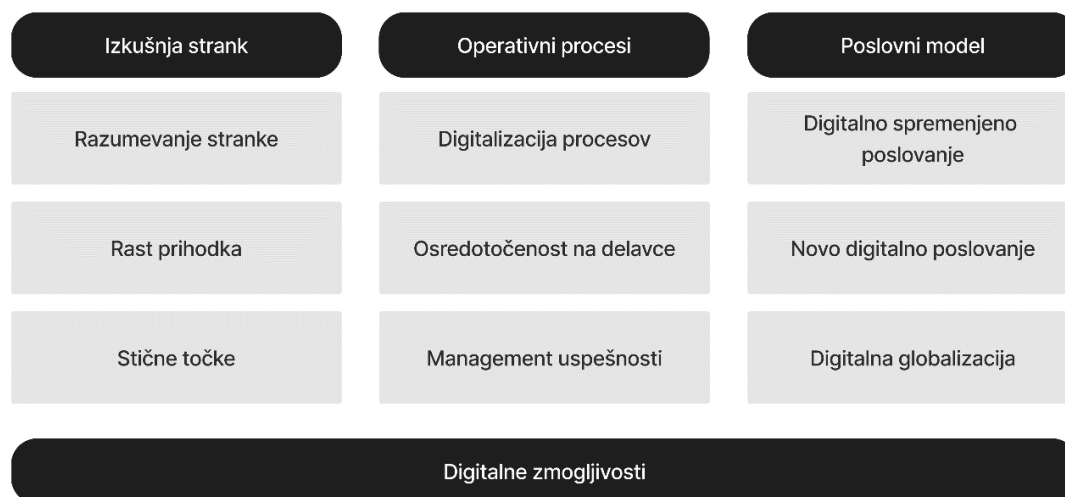 Izkušnja strank
Operativni procesi
Poslovni model
Razumevanje stranke
Digitalizacija procesov
Digitalno spremenjeno
poslovanje
Rast prihodka
Osredotočenost na delavce
Novo digitalno poslovanje
Stične točke
Management uspešnosti
Digitalna globalizacija
Digitalne zmogljivosti